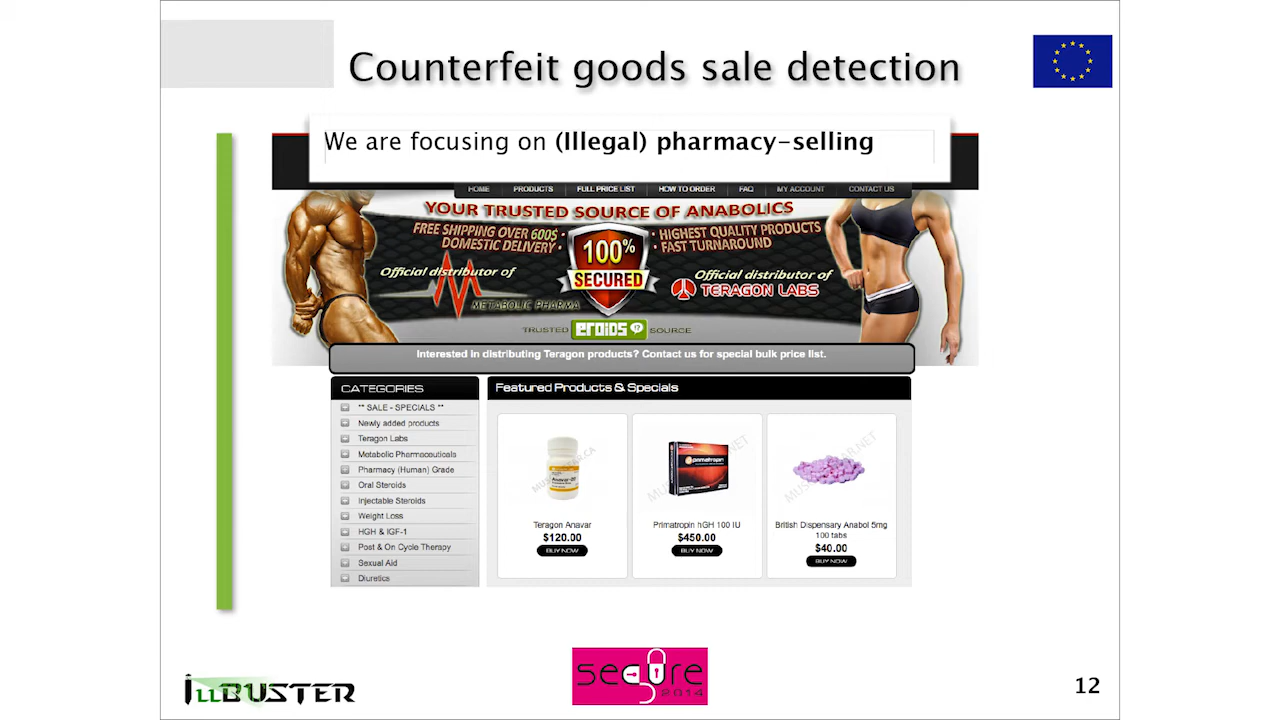 Counterfeit goods sale detection
We are focusing on (Illegal) pharmacy-selling
HOME PRODUCTS FULL PRICE LIST HOW TO ORDER FAQ MY ACCOUNT CONTACT US
YOUR TRUSTED SOURCE OF ANABOLICS
FREE SHIPPING OVER 600$
DOMESTIC DELIVERY
100%
SECURED
HIGHEST QUALITY PRODUCTS
FAST TURNAROUND
Official distributor of
METABOLIC PHARMA
Official distributor of
TERAGON LABS
TRUSTED eroids SOURCE
Interested in distributing Teragon products? Contact us for special bulk price list.
CATEGORIES
** SALE - SPECIALS **
Newly added products
Teragon Labs
Metabolic Pharmaceuticals
Pharmacy (Human) Grade
Oral Steroids
Injectable Steroids
Weight Loss
HGH & IGF-1
Post & On Cycle Therapy
Sexual Aid
Diuretics
Featured Products & Specials
Teragon Anavar
$120.00
BUY NOW
primatropin
Primatropin hGH 100 IU
$450.00
BUY NOW
British Dispensary Anabol 5mg
100 tabs
$40.00
BUY NOW
ILLBUSTER
secure
2014
12